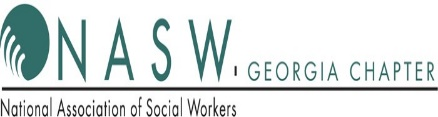 NASW. GEORGIA CHAPTER
National Association of Social Workers